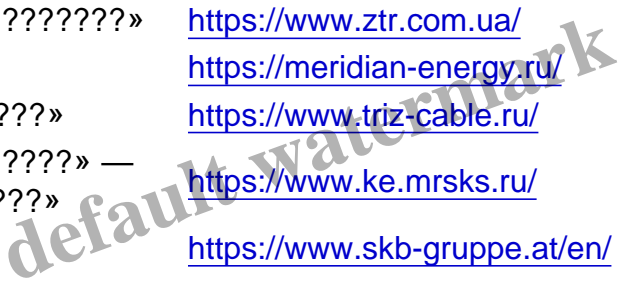 ???????» https://www.ztr.com.ua/
https://meridian-energy.ru/
???» https://www.triz-cable.ru/
????» —
???» https://www.ke.mrsks.ru/
https://www.skb-gruppe.at/en/
default watermark